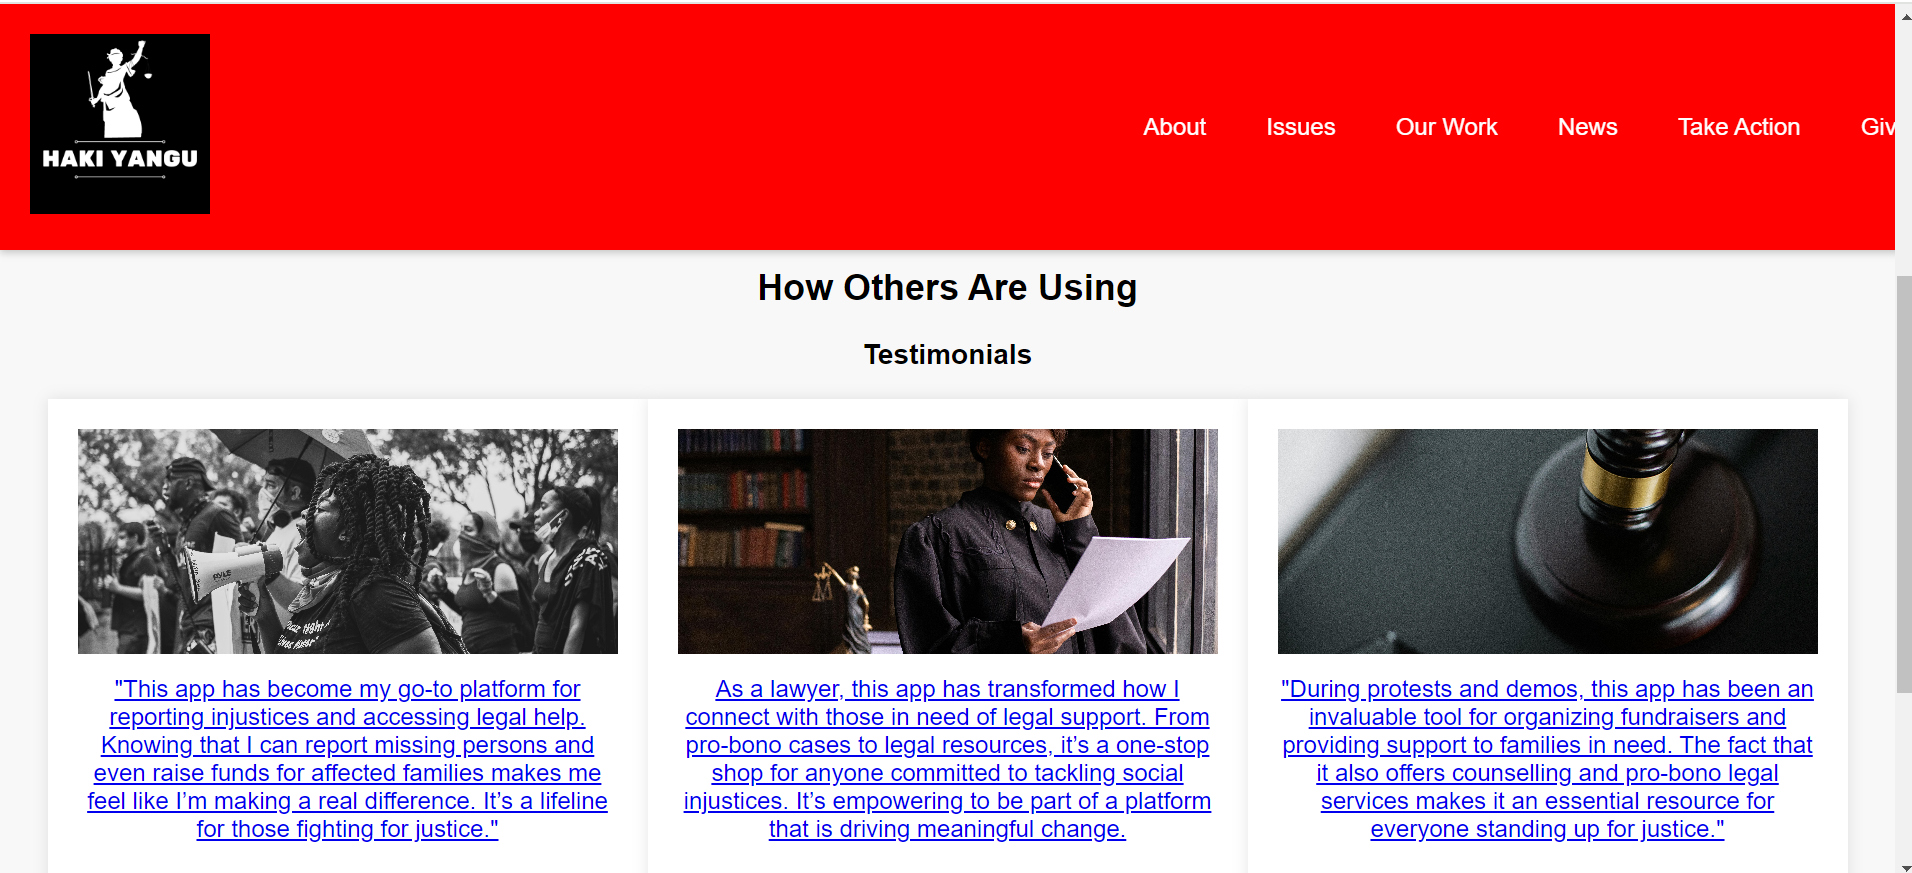 HAKI YANGU
About Issues Our Work News Take Action Giv
How Others Are Using
Testimonials
PYLE
"This app has become my go-to platform for
reporting injustices and accessing legal help.
Knowing that I can report missing persons and
even raise funds for affected families makes me
feel like I’m making a real difference. It’s a lifeline
for those fighting for justice."
As a lawyer, this app has transformed how I
connect with those in need of legal support. From
pro-bono cases to legal resources, it’s a one-stop
shop for anyone committed to tackling social
injustices. It’s empowering to be part of a platform
that is driving meaningful change.
"During protests and demos, this app has been an
invaluable tool for organizing fundraisers and
providing support to families in need. The fact that
it also offers counselling and pro-bono legal
services makes it an essential resource for
everyone standing up for justice."